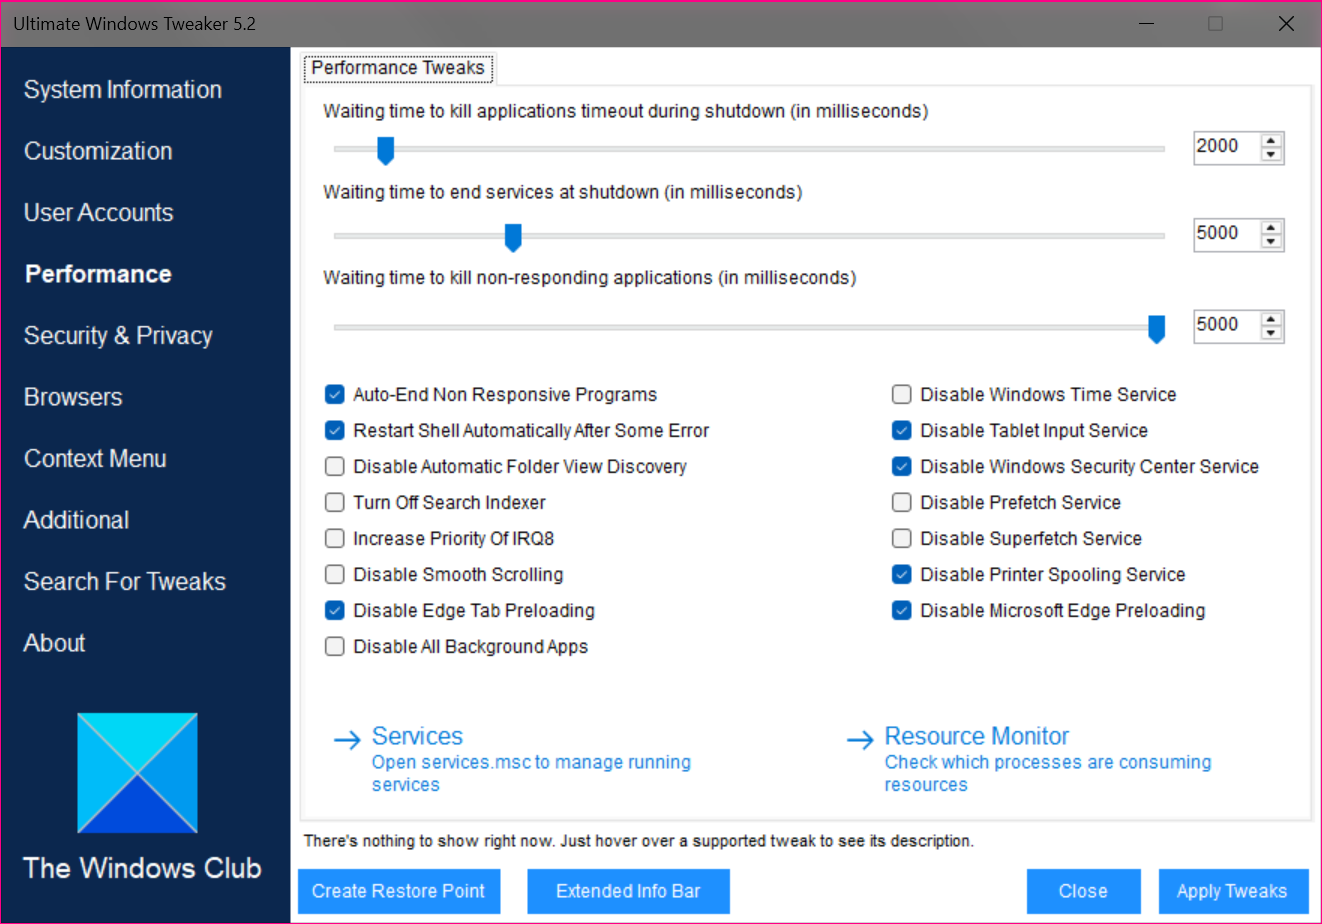 Ultimate Windows Tweaker 5.2
System Information
Customization
User Accounts
Performance
Security & Privacy
Browsers
Context Menu
Additional
Search For Tweaks
About
The Windows Club
Performance Tweaks
Waiting time to kill applications timeout during shutdown (in milliseconds)
2000
Waiting time to end services at shutdown (in milliseconds)
5000
Waiting time to kill non-responding applications (in milliseconds)
5000
Auto-End Non Responsive Programs
Restart Shell Automatically After Some Error
Disable Automatic Folder View Discovery
Turn Off Search Indexer
Increase Priority Of IRQ8
Disable Smooth Scrolling
Disable Edge Tab Preloading
Disable All Background Apps
Disable Windows Time Service
Disable Tablet Input Service
Disable Windows Security Center Service
Disable Prefetch Service
Disable Superfetch Service
Disable Printer Spooling Service
Disable Microsoft Edge Preloading
Services
Open services.msc to manage running
services
Resource Monitor
Check which processes are consuming
resources
There's nothing to show right now. Just hover over a supported tweak to see its description.
Create Restore Point
Extended Info Bar
Close
Apply Tweaks